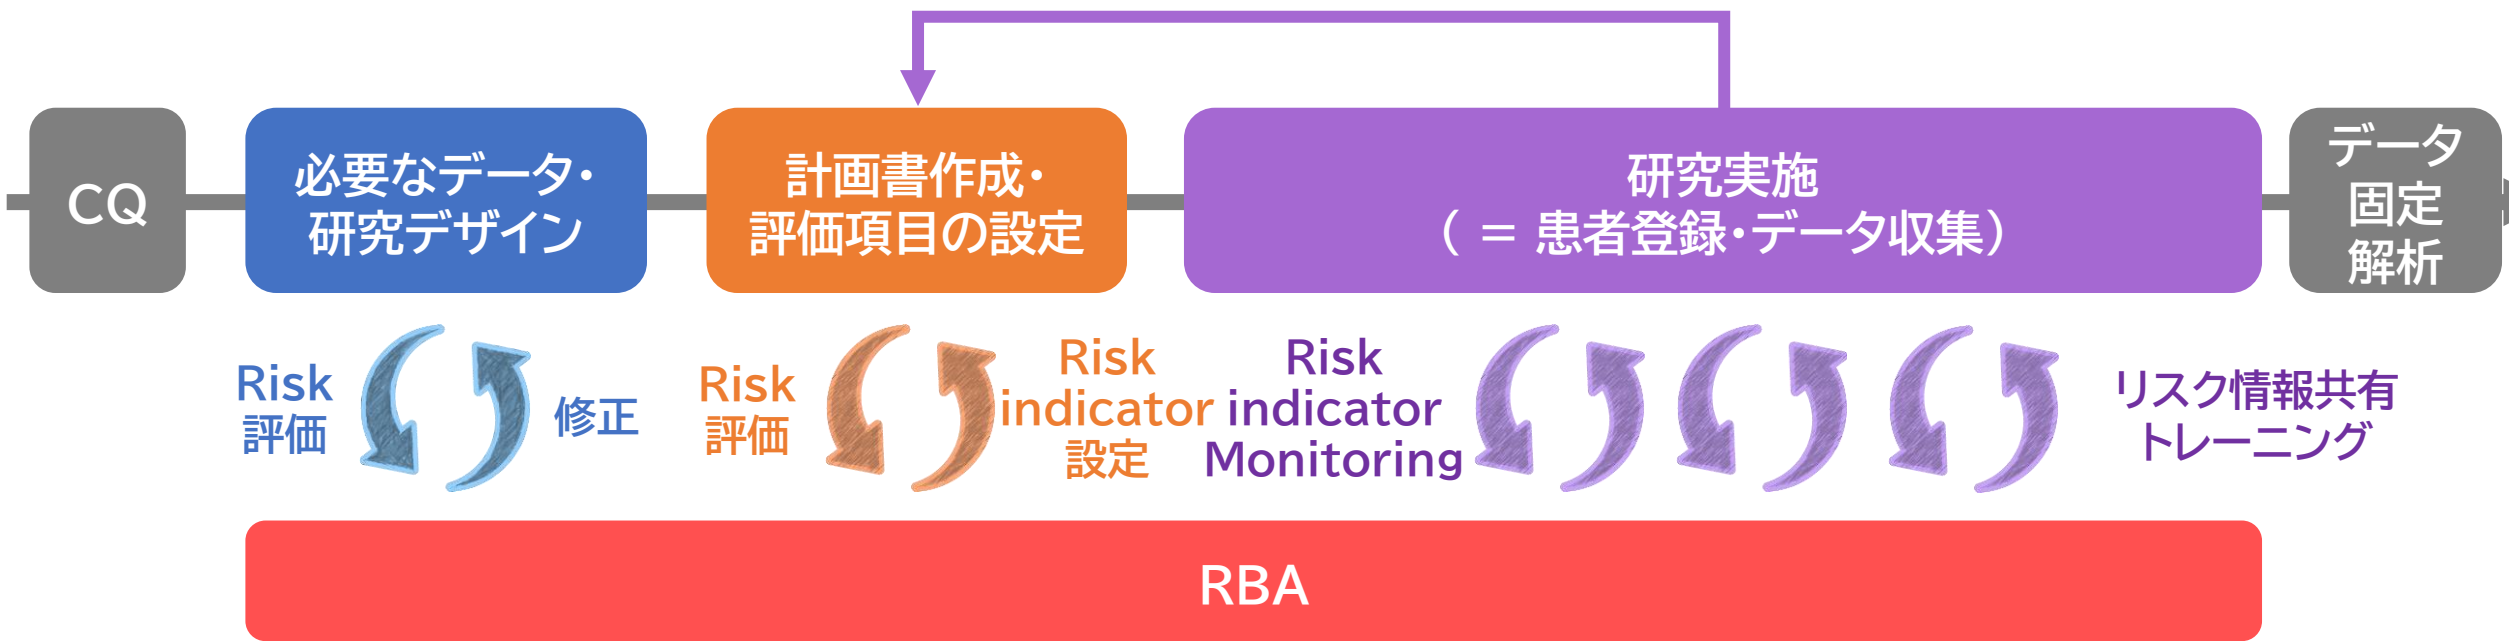 CQ
必要なデータ・
研究デザイン
計画書作成・
評価項目の設定
研究実施
（ ＝ 患者登録・データ収集）
データ
固定
解析
Risk
評価
修正
Risk
評価
Risk
indicator
設定
Risk
indicator
Monitoring
リスク情報共有
トレーニング
RBA